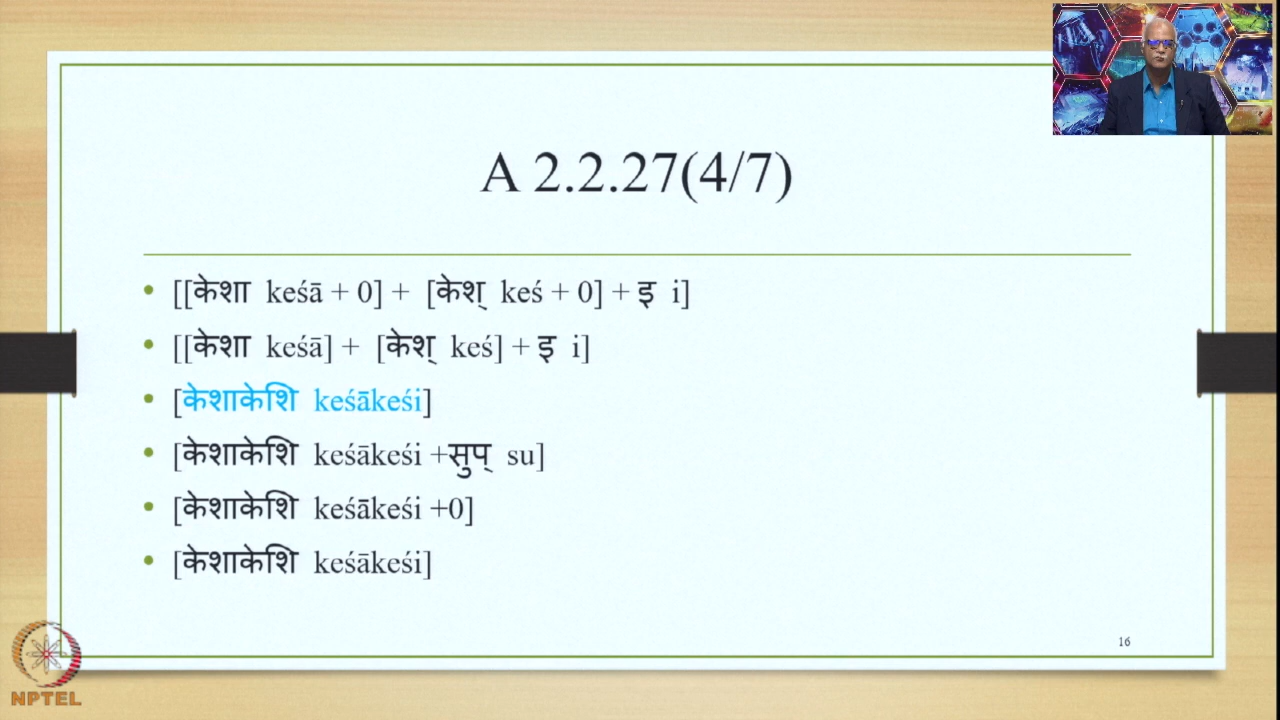 A 2.2.27(4/7)
• [[केशा keśā + 0] + [केश् keś + 0] + इ i]
• [[केशा keśā] + [केश् keś] + इ i]
• [केशाकेशि keśākeśi]
• [केशाकेशि keśākeśi +सुप् su]
• [केशाकेशि keśākeśi +0]
• [केशाकेशि keśākeśi]
16
NPTEL